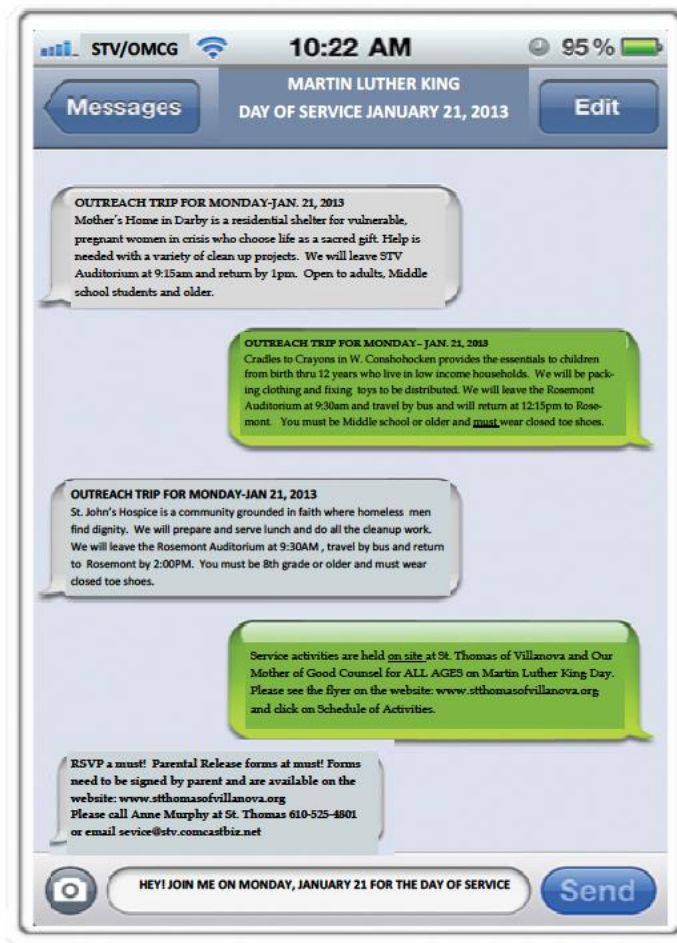 STV/OMCG 10:22 AM 95%
Messages
MARTIN LUTHER KING
DAY OF SERVICE JANUARY 21, 2013
Edit
OUTREACH TRIP FOR MONDAY-JAN. 21, 2013
Mother's Home in Darby is a residential shelter for vulnerable,
pregnant women in crisis who choose life as a sacred gift. Help is
needed with a variety of clean up projects. We will leave STV
Auditorium at 9:15am and return by 1pm. Open to adults, Middle
school students and older.
OUTREACH TRIP FOR MONDAY– JAN. 21, 2013
Cradles to Crayons in W. Conshohocken provides the essentials to children
from birth thru 12 years who live in low income households. We will be pack-
ing clothing and fixing toys to be distributed. We will leave the Rosemont
Auditorium at 9:30am and travel by bus and will return at 12:15pm to Rose-
mont. You must be Middle school or older and must wear closed toe shoes.
OUTREACH TRIP FOR MONDAY-JAN 21, 2013
St. John's Hospice is a community grounded in faith where homeless men
find dignity. We will prepare and serve lunch and do all the cleanup work.
We will leave the Rosemont Auditorium at 9:30AM , travel by bus and return
to Rosemont by 2:00PM. You must be 8th grade or older and must wear
closed toe shoes.
Service activities are held on site at St. Thomas of Villanova and Our
Mother of Good Counsel for ALL AGES on Martin Luther King Day.
Please see the flyer on the website: www.stthomasofvillanova.org
and click on Schedule of Activities.
RSVP a must! Parental Release forms at must! Forms
need to be signed by parent and are available on the
website: www.stthomasofvillanova.org
Please call Anne Murphy at St. Thomas 610-525-4801
or email sevice@stv.comcastbiz.net
HEY! JOIN ME ON MONDAY, JANUARY 21 FOR THE DAY OF SERVICE
Send